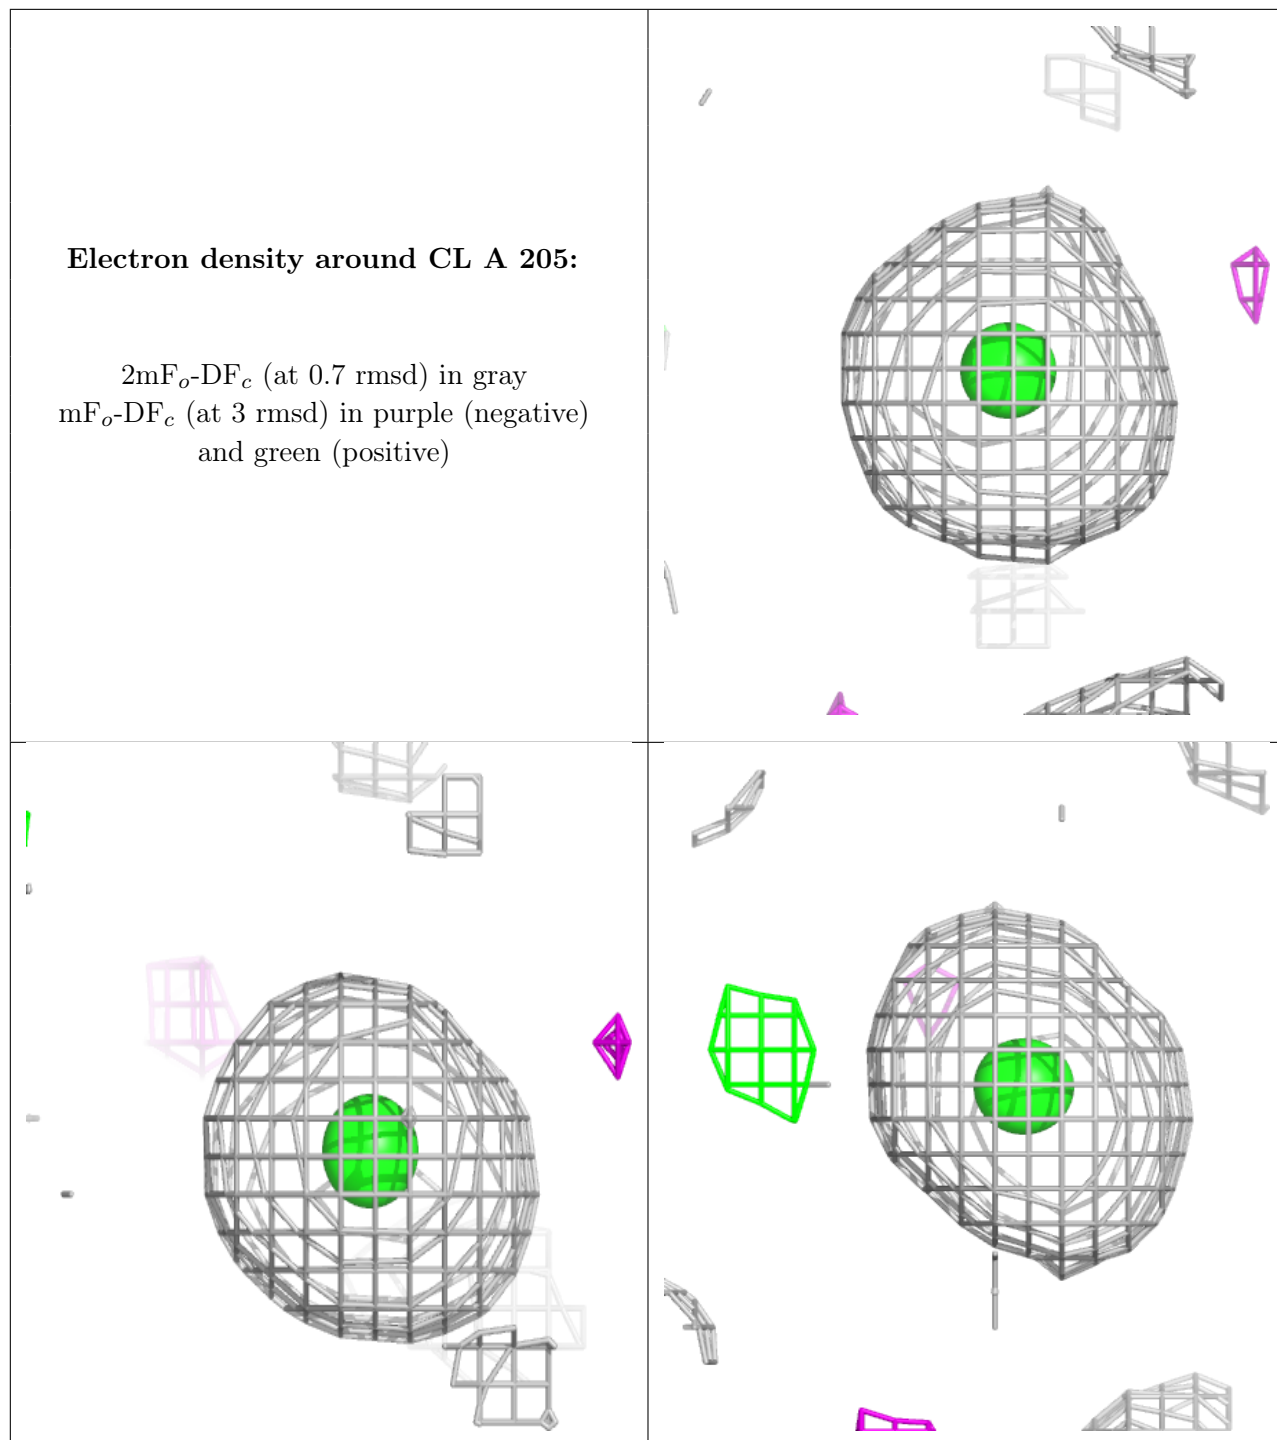 Electron density around CL A 205:
2mFₒ-DF𝒸 (at 0.7 rmsd) in gray
mFₒ-DF𝒸 (at 3 rmsd) in purple (negative)
and green (positive)